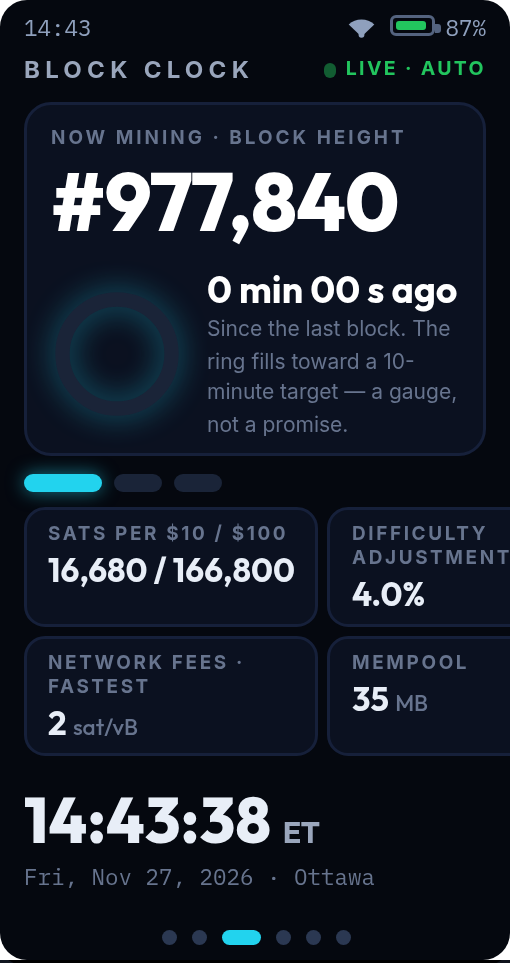 14:43
87%
BLOCK CLOCK
LIVE · AUTO
NOW MINING · BLOCK HEIGHT
#977,840
0 min 00 s ago
Since the last block. The
ring fills toward a 10-
minute target — a gauge,
not a promise.
SATS PER $10 / $100
16,680 / 166,800
DIFFICULTY
ADJUSTMENT
4.0%
NETWORK FEES ·
FASTEST
2 sat/vB
MEMPOOL
35 MB
14:43:38 ET
Fri, Nov 27, 2026 · Ottawa